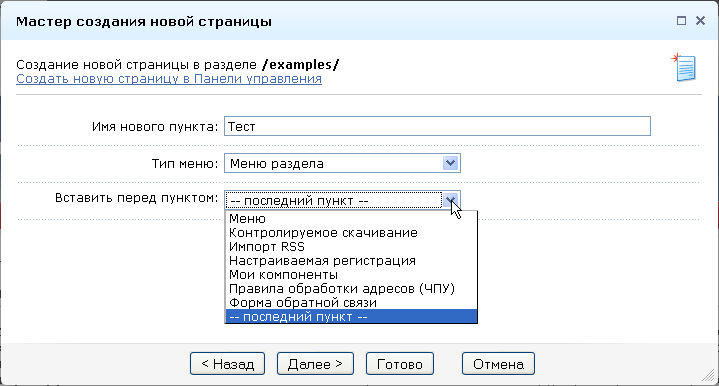 Мастер создания новой страницы
Создание новой страницы в разделе /examples/
Создать новую страницу в Панели управления
Имя нового пункта: Тест
Тип меню: Меню раздела
Вставить перед пунктом: -- последний пункт --
Меню
Контролируемое скачивание
Импорт RSS
Настраиваемая регистрация
Мои компоненты
Правила обработки адресов (ЧПУ)
Форма обратной связи
-- последний пункт --
< Назад Далее > Готово Отмена